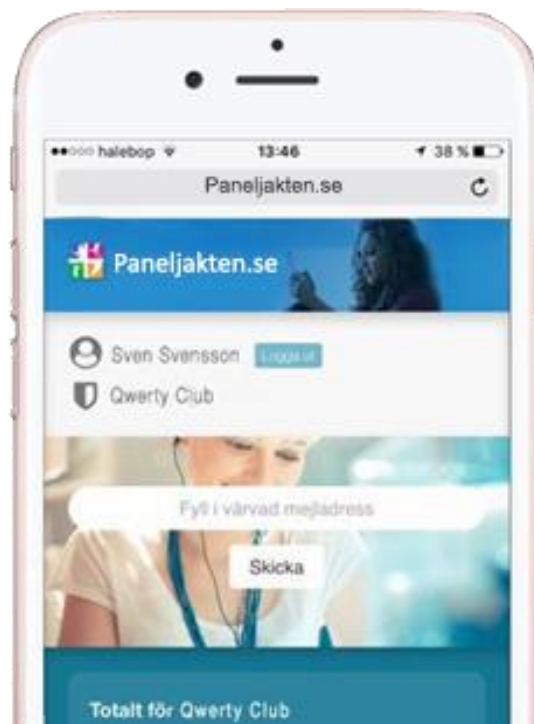 halebop 13:46 38 %
Paneljakten.se
Paneljakten.se
Sven Svensson Logga ut
Qwerty Club
Fyll i värvad mejladress
Skicka
Totalt för Qwerty Club